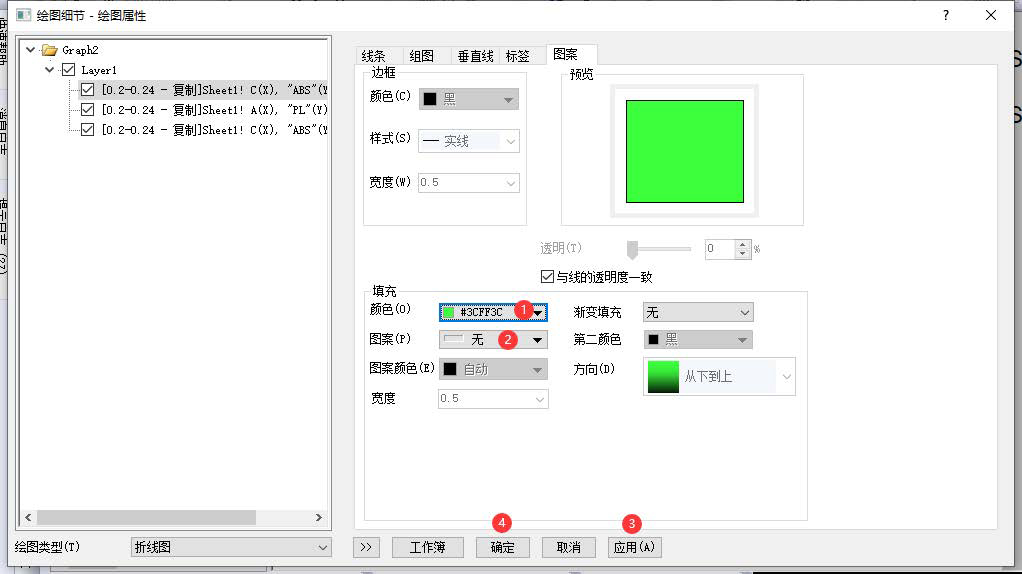 绘图细节 - 绘图属性
?
Graph2
Layer1
[0.2-0.24 - 复制]Sheet1! C(X), "ABS"(Y
[0.2-0.24 - 复制]Sheet1! A(X), "PL"(Y)
[0.2-0.24 - 复制]Sheet1! C(X), "ABS"(Y
线条 组图 垂直线 标签 图案
边框
颜色(C) 黑
样式(S) 实线
宽度(W) 0.5
预览
透明(T) 0 %
与线的透明度一致
填充
颜色(O) #3CFF3C 1 渐变填充 无
图案(P) 无 2 第二颜色 黑
图案颜色(E) 自动 方向(D) 从下到上
宽度 0.5
4 3
绘图类型(T) 折线图 >> 工作簿 确定 取消 应用(A)